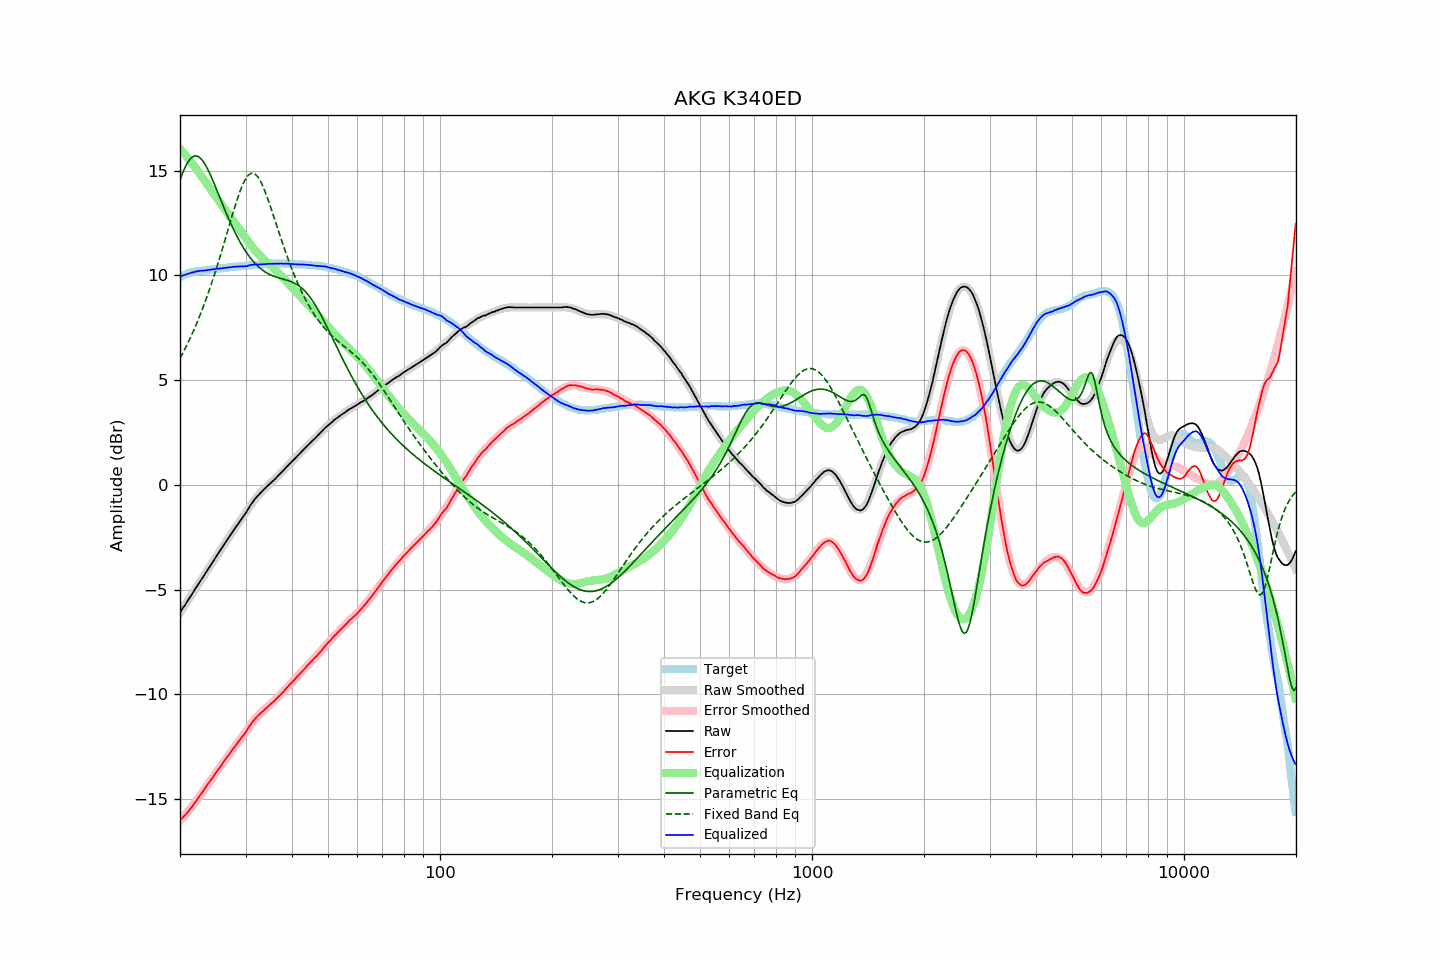 AKG K340ED
Amplitude (dBr)
15
10
5
0
−5
−10
−15
Target
Raw Smoothed
Error Smoothed
Raw
Error
Equalization
Parametric Eq
Fixed Band Eq
Equalized
100
1000
10000
Frequency (Hz)